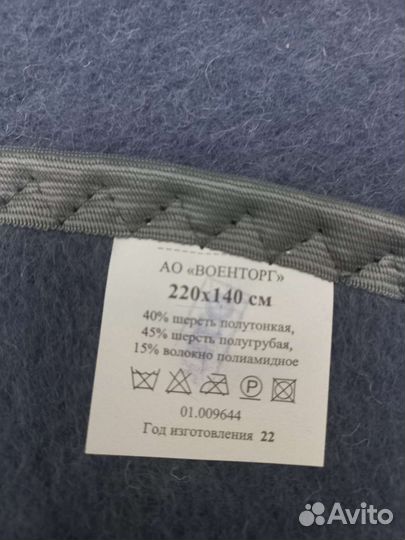 АО «ВОЕНТОРГ»
220х140 см
40% шерсть полутонкая,
45% шерсть полугрубая,
15% волокно полиамидное
P
01.009644
Год изготовления 22
Avito